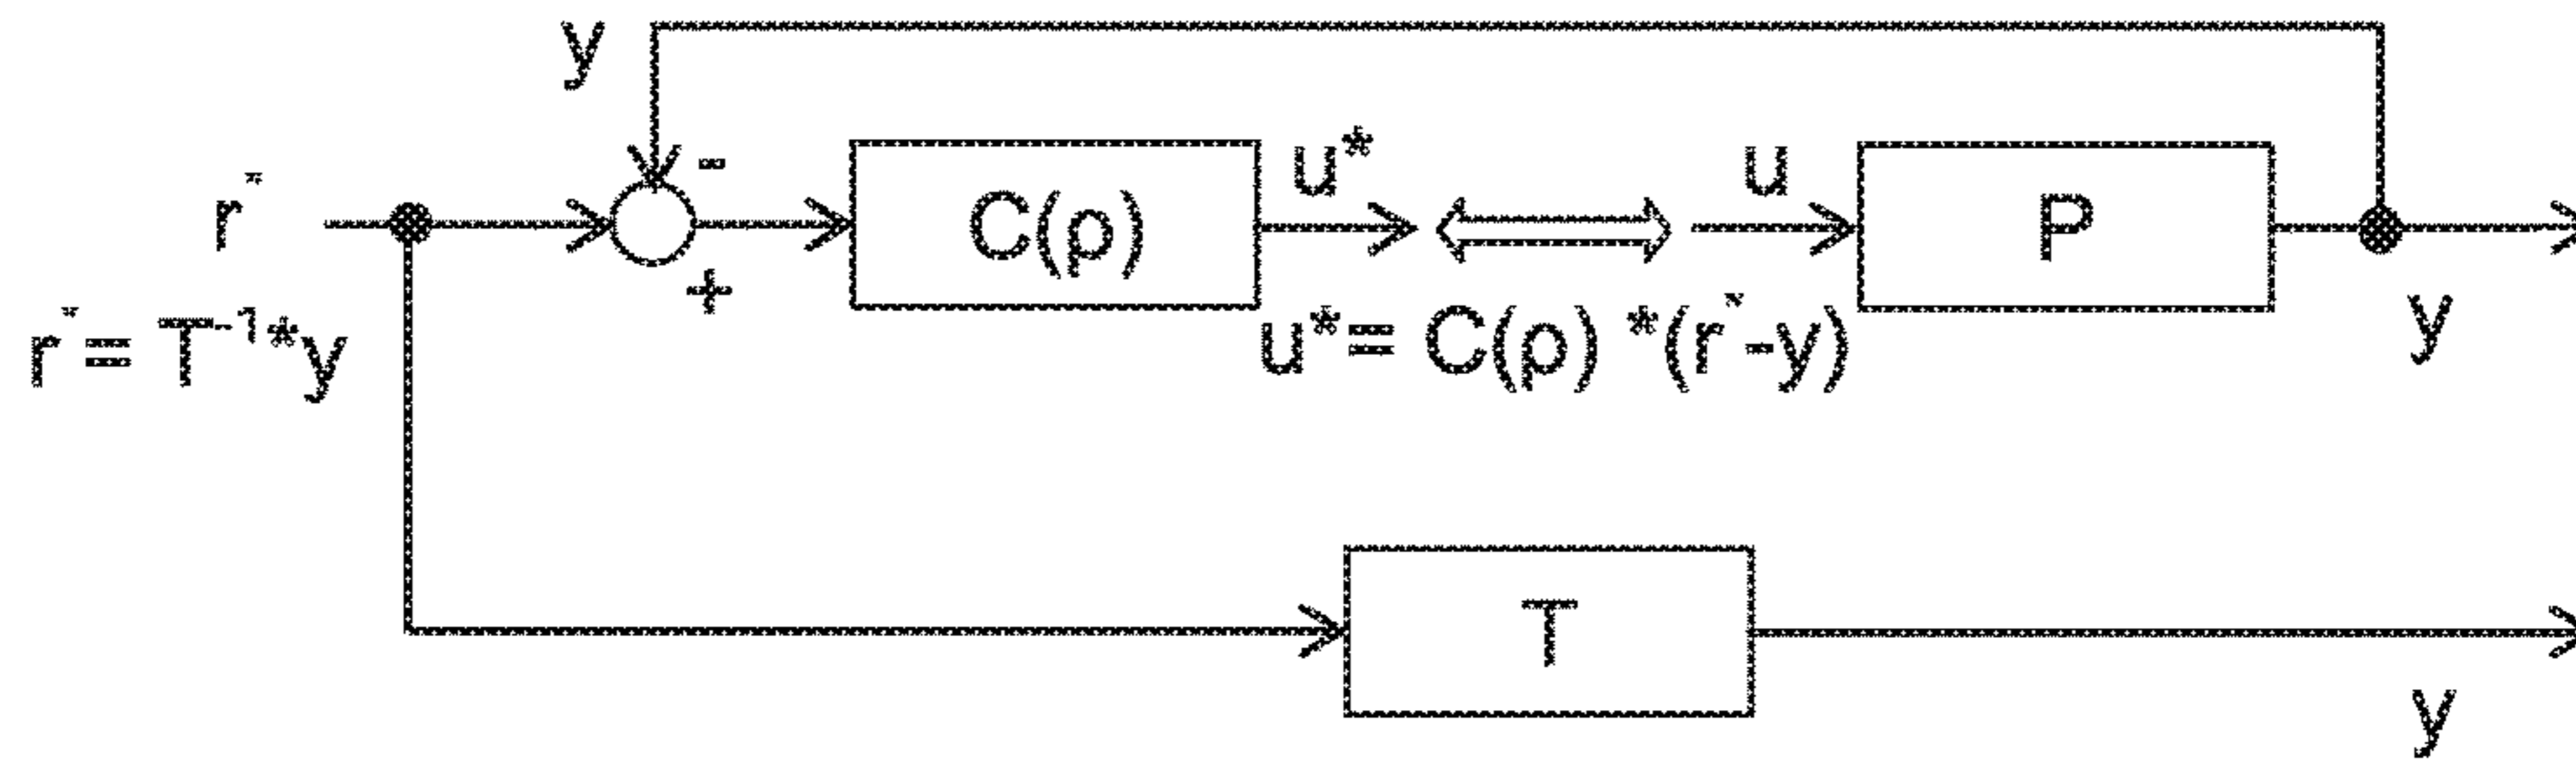 y
-
r*
C(ρ)
u*
u
P
+
r*= T⁻¹*y
u*= C(ρ) *(r*-y)
y
T
y